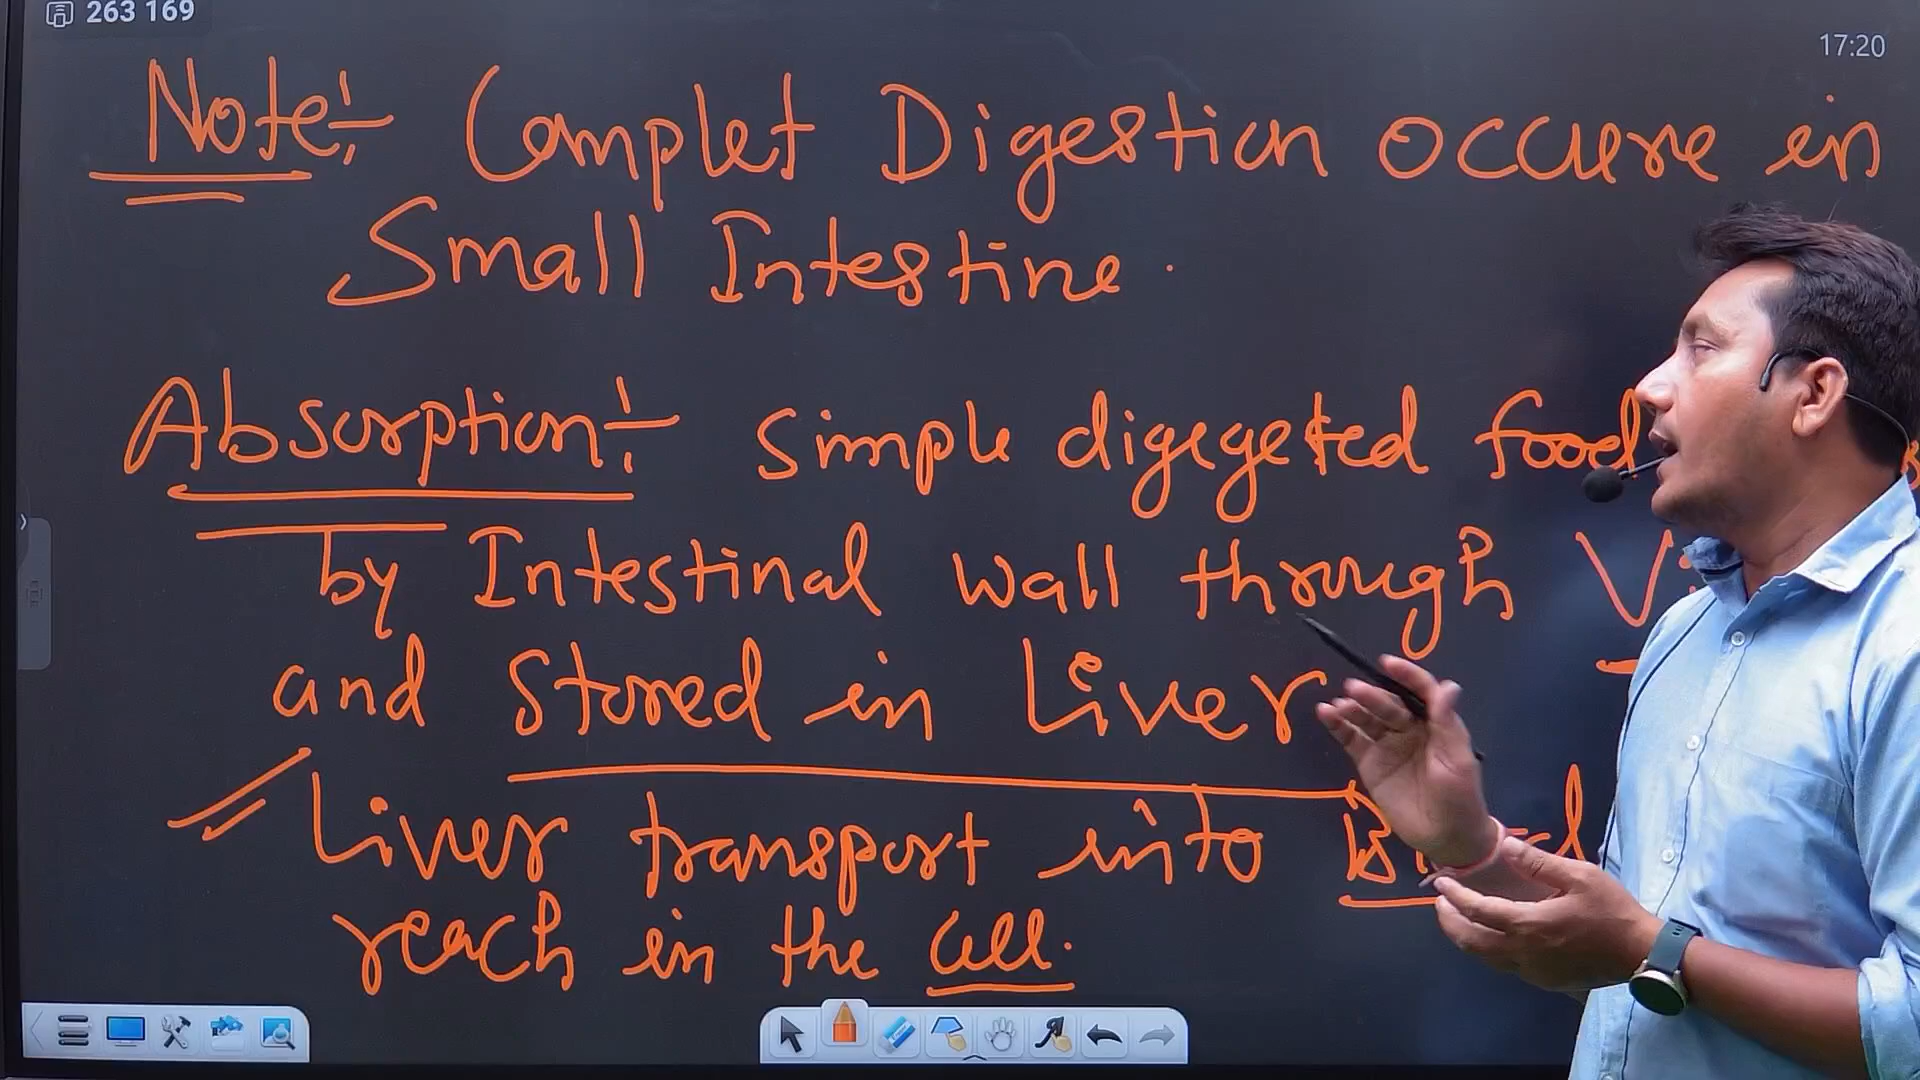 263 169
17:20
Note:- Complet Digestion occure in
Small Intestine.
Absorption:- Simple digegeted food
by Intestinal wall through
and Stored in Liver
Liver transport into
reach in the cell.